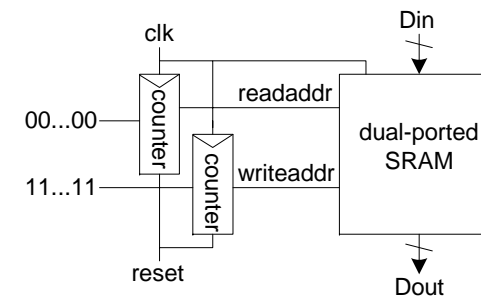 clk
Din
counter
readaddr
00...00
dual-ported
SRAM
counter
11...11
writeaddr
reset
Dout